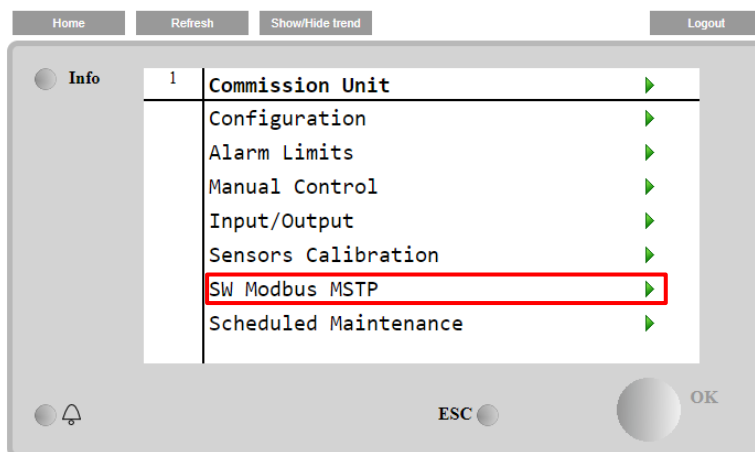 Home Refresh Show/Hide trend Logout
Info
1 Commission Unit
Configuration
Alarm Limits
Manual Control
Input/Output
Sensors Calibration
SW Modbus MSTP
Scheduled Maintenance
ESC OK